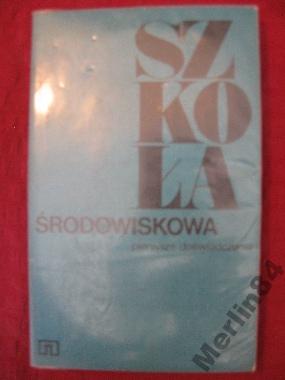 SZ
KO
ŁA
ŚRODOWISKOWA
pierwsze doświadczenia
Merlin84